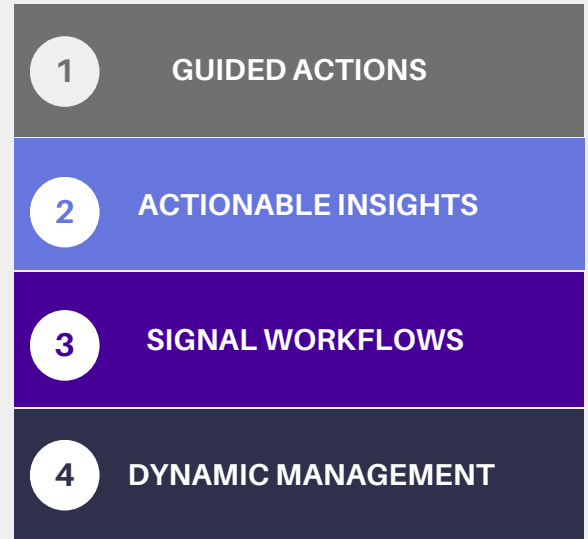 1 GUIDED ACTIONS
2 ACTIONABLE INSIGHTS
3 SIGNAL WORKFLOWS
4 DYNAMIC MANAGEMENT